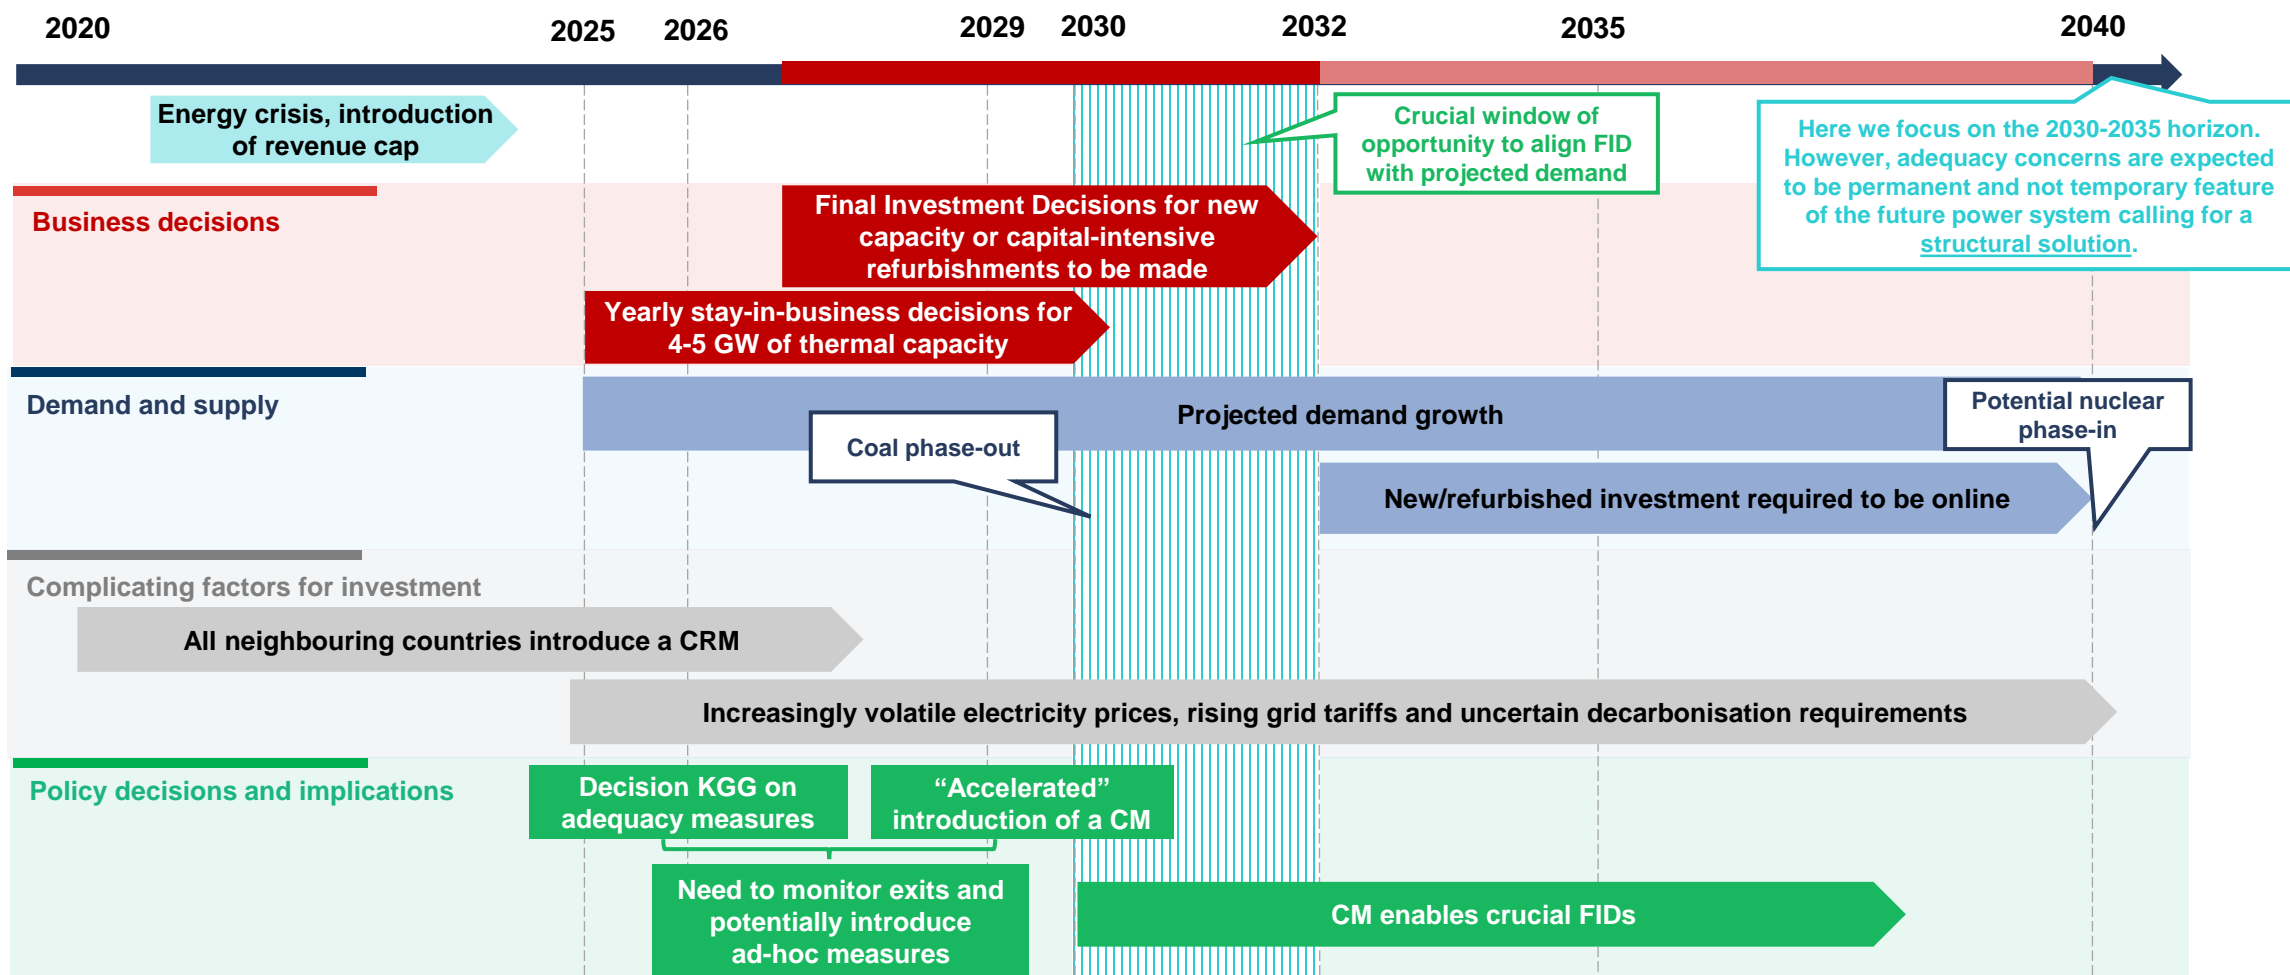 2020
2025
2026
2029
2030
2032
2035
2040
Energy crisis, introduction
of revenue cap
Crucial window of
opportunity to align FID
with projected demand
Here we focus on the 2030-2035 horizon.
However, adequacy concerns are expected
to be permanent and not temporary feature
of the future power system calling for a
structural solution.
Business decisions
Final Investment Decisions for new
capacity or capital-intensive
refurbishments to be made
Yearly stay-in-business decisions for
4-5 GW of thermal capacity
Demand and supply
Projected demand growth
Coal phase-out
Potential nuclear
phase-in
New/refurbished investment required to be online
Complicating factors for investment
All neighbouring countries introduce a CRM
Increasingly volatile electricity prices, rising grid tariffs and uncertain decarbonisation requirements
Policy decisions and implications
Decision KGG on
adequacy measures
“Accelerated”
introduction of a CM
Need to monitor exits and
potentially introduce
ad-hoc measures
CM enables crucial FIDs